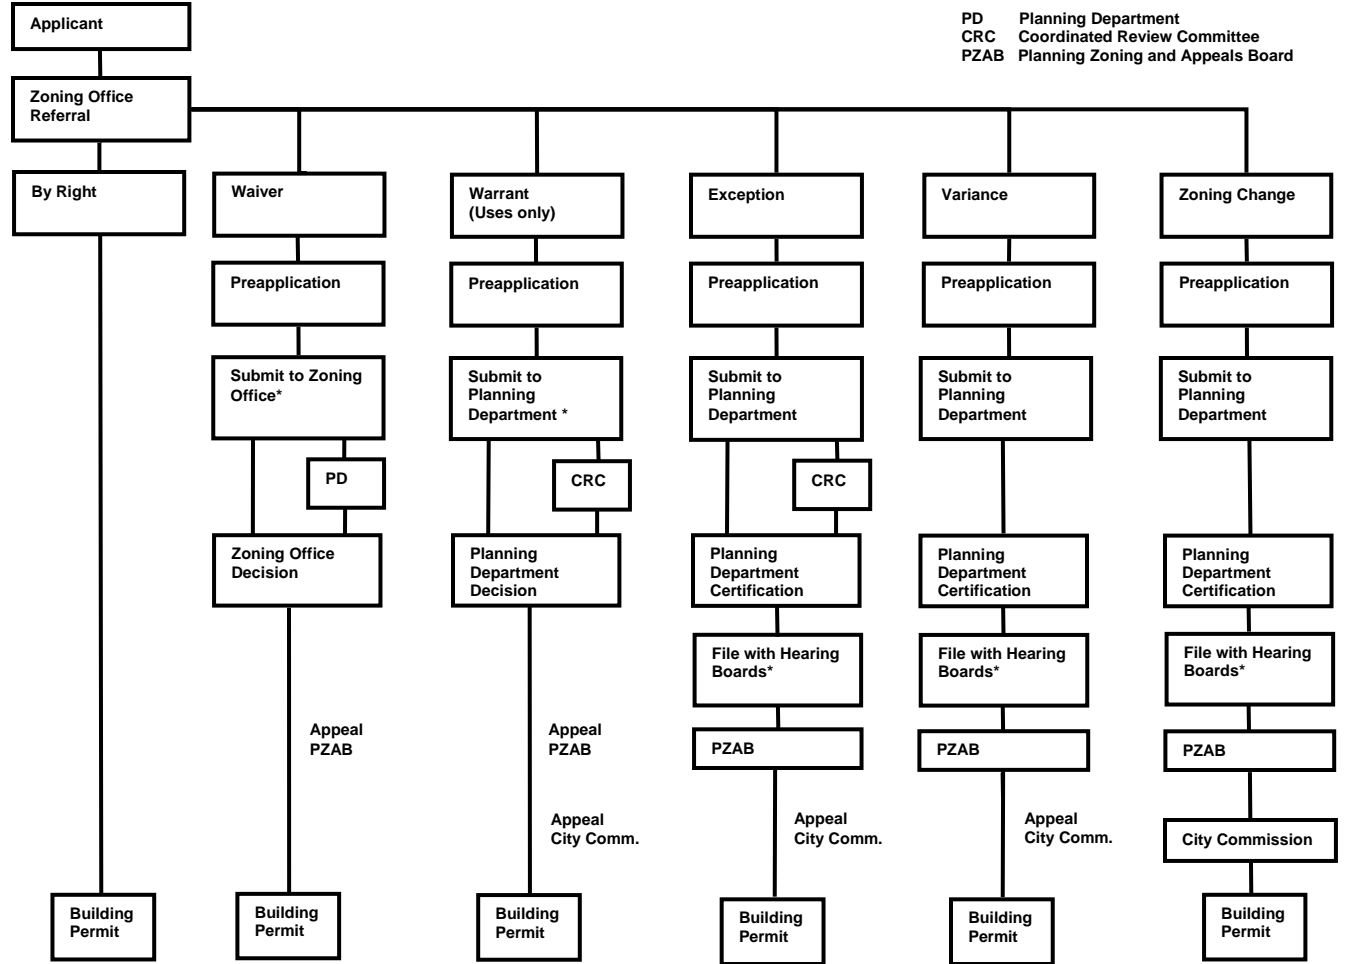 Applicant
PD Planning Department
CRC Coordinated Review Committee
PZAB Planning Zoning and Appeals Board
Zoning Office
Referral
By Right
Waiver
Warrant
(Uses only)
Exception
Variance
Zoning Change
Preapplication
Preapplication
Preapplication
Preapplication
Preapplication
Submit to Zoning
Office*
Submit to
Planning
Department *
Submit to
Planning
Department
Submit to
Planning
Department
Submit to
Planning
Department
PD
CRC
CRC
Zoning Office
Decision
Planning
Department
Decision
Planning
Department
Certification
Planning
Department
Certification
Planning
Department
Certification
File with Hearing
Boards*
File with Hearing
Boards*
File with Hearing
Boards*
Appeal
PZAB
Appeal
PZAB
PZAB
PZAB
PZAB
Appeal
City Comm.
Appeal
City Comm.
Appeal
City Comm.
City Commission
Building
Permit
Building
Permit
Building
Permit
Building
Permit
Building
Permit
Building
Permit